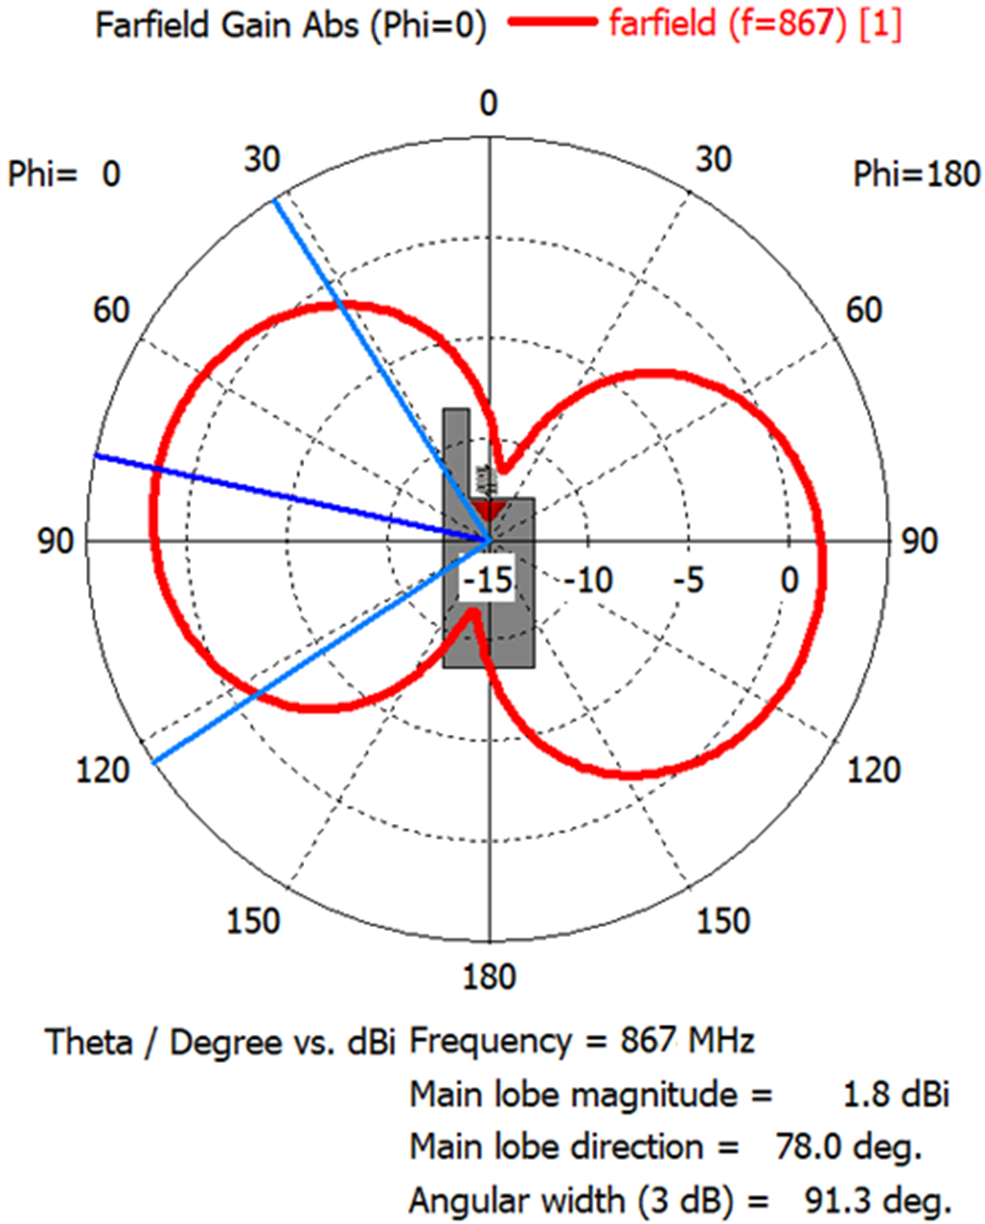 Farfield Gain Abs (Phi=0) farfield (f=867) [1]
0
Phi= 0 30 30 Phi=180
60 60
90 -15 -10 -5 0 90
120 120
150 150
180
Theta / Degree vs. dBi Frequency = 867 MHz
Main lobe magnitude = 1.8 dBi
Main lobe direction = 78.0 deg.
Angular width (3 dB) = 91.3 deg.